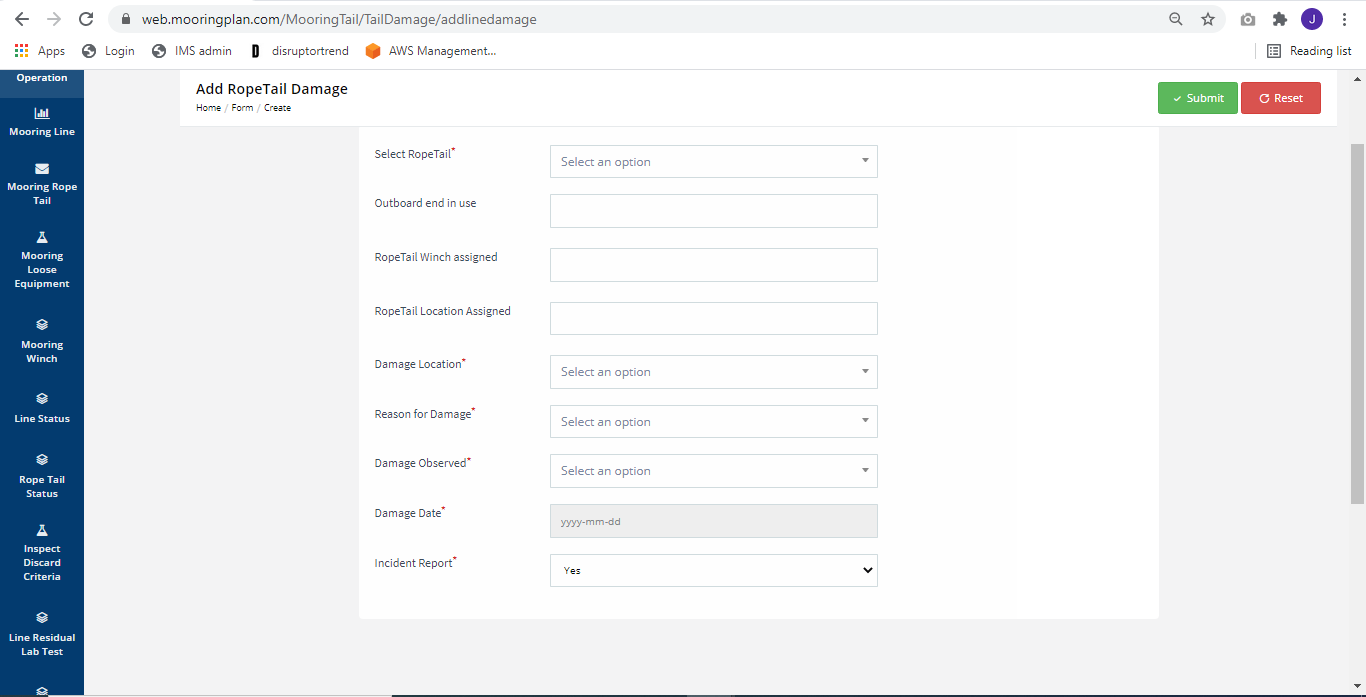 web.mooringplan.com/MooringTail/TailDamage/addlinedamage
J
Apps
Login
IMS admin
D
disruptortrend
AWS Management...
Reading list
Operation
Mooring Line
Mooring Rope
Tail
Mooring
Loose
Equipment
Mooring
Winch
Line Status
Rope Tail
Status
Inspect
Discard
Criteria
Line Residual
Lab Test
Add RopeTail Damage
Home / Form / Create
Submit
Reset
Select RopeTail*
Select an option
Outboard end in use
RopeTail Winch assigned
RopeTail Location Assigned
Damage Location*
Select an option
Reason for Damage*
Select an option
Damage Observed*
Select an option
Damage Date*
yyyy-mm-dd
Incident Report*
Yes